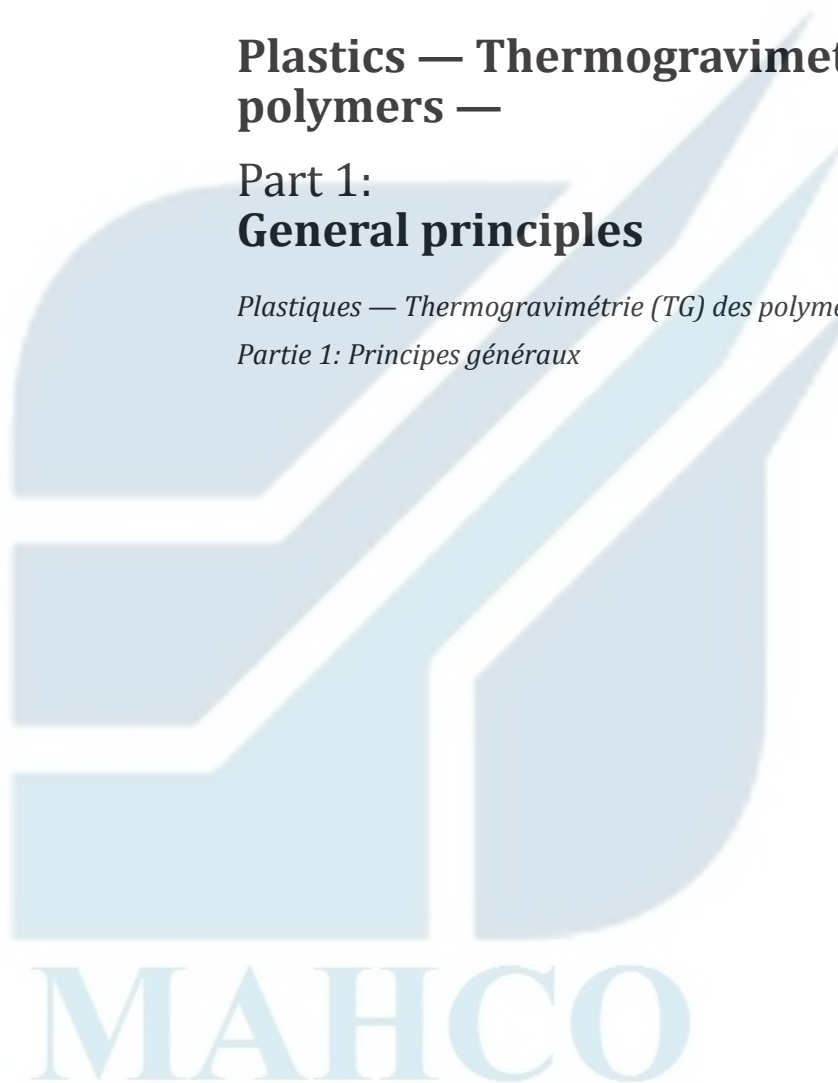 Plastics — Thermogravimet
polymers —
Part 1:
General principles
Plastiques — Thermogravimétrie (TG) des polymè
Partie 1: Principes généraux
MAHCO